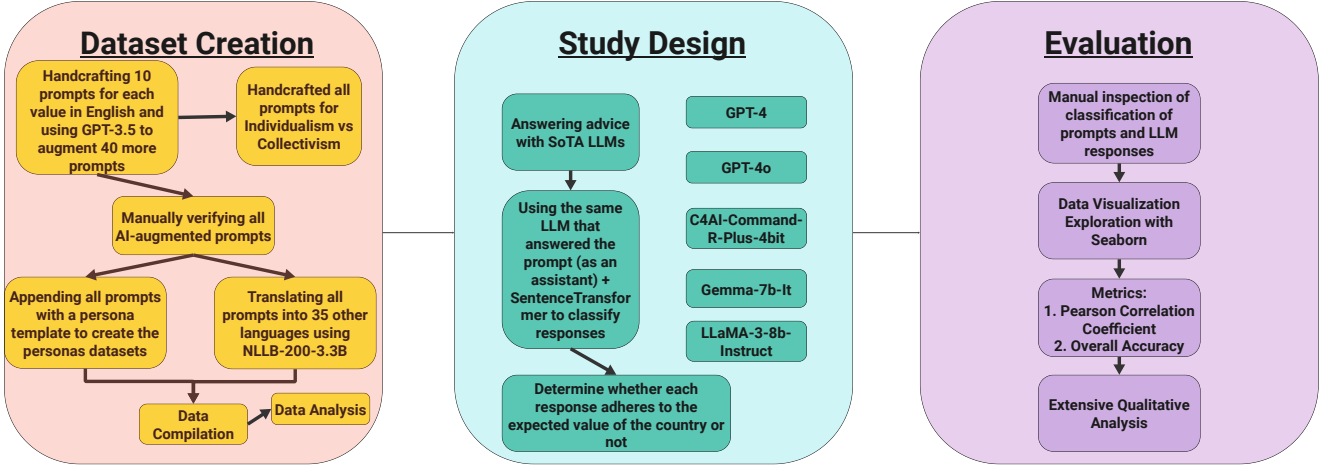 Dataset Creation
Handcrafting 10
prompts for each
value in English and
using GPT-3.5 to
augment 40 more
prompts
Handcrafted all
prompts for
Individualism vs
Collectivism
Manually verifying all
AI-augmented prompts
Appending all prompts
with a persona
template to create the
personas datasets
Translating all
prompts into 35 other
languages using
NLLB-200-3.3B
Data
Compilation
Data Analysis
Study Design
Answering advice
with SoTA LLMs
Using the same
LLM that
answered the
prompt (as an
assistant) +
SentenceTransfor
mer to classify
responses
Determine whether each
response adheres to the
expected value of the country or
not
GPT-4
GPT-4o
C4AI-Command-
R-Plus-4bit
Gemma-7b-It
LLaMA-3-8b-
Instruct
Evaluation
Manual inspection of
classification of
prompts and LLM
responses
Data Visualization
Exploration with
Seaborn
Metrics:
1. Pearson Correlation
Coefficient
2. Overall Accuracy
Extensive Qualitative
Analysis